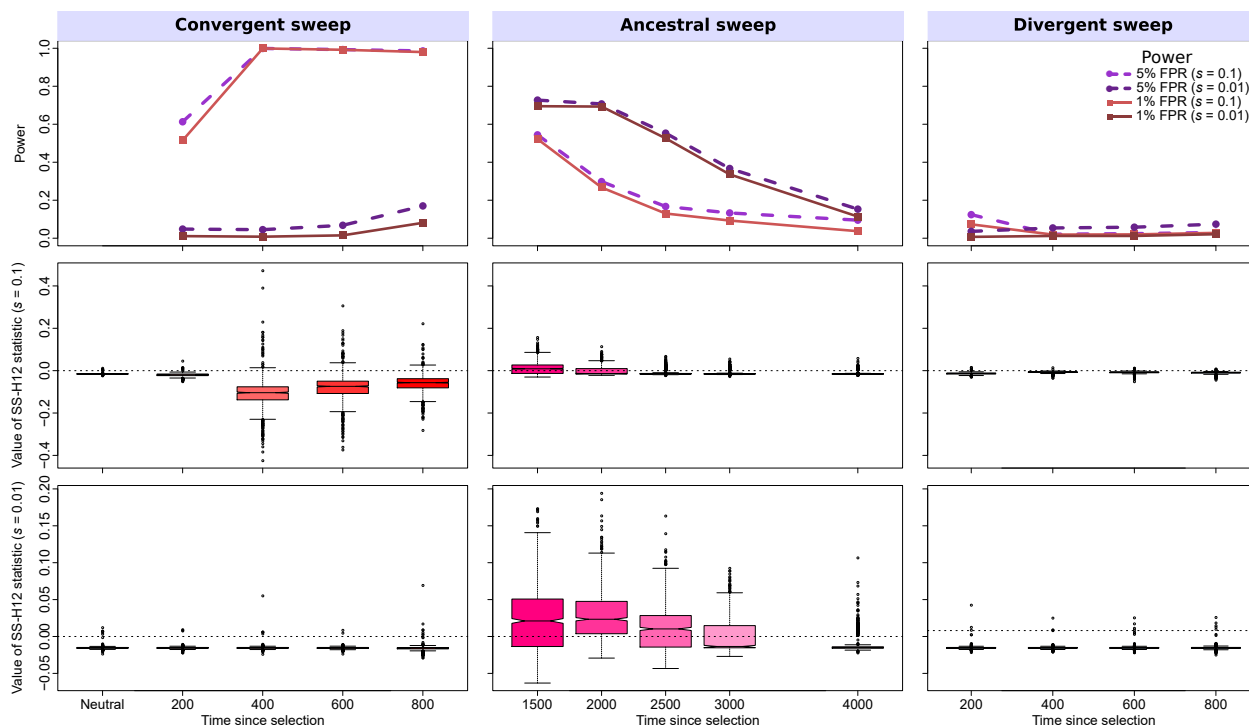 Convergent sweep
Ancestral sweep
Divergent sweep
Power
1.0
0.8
0.6
0.4
0.2
0.0
Power
5% FPR (s = 0.1)
5% FPR (s = 0.01)
1% FPR (s = 0.1)
1% FPR (s = 0.01)
Value of SS-H12 statistic (s = 0.1)
0.4
0.2
0.0
−0.2
−0.4
Value of SS-H12 statistic (s = 0.01)
0.20
0.15
0.10
0.05
0.00
−0.05
Neutral 200 400 600 800
Time since selection
1500 2000 2500 3000 4000
Time since selection
200 400 600 800
Time since selection